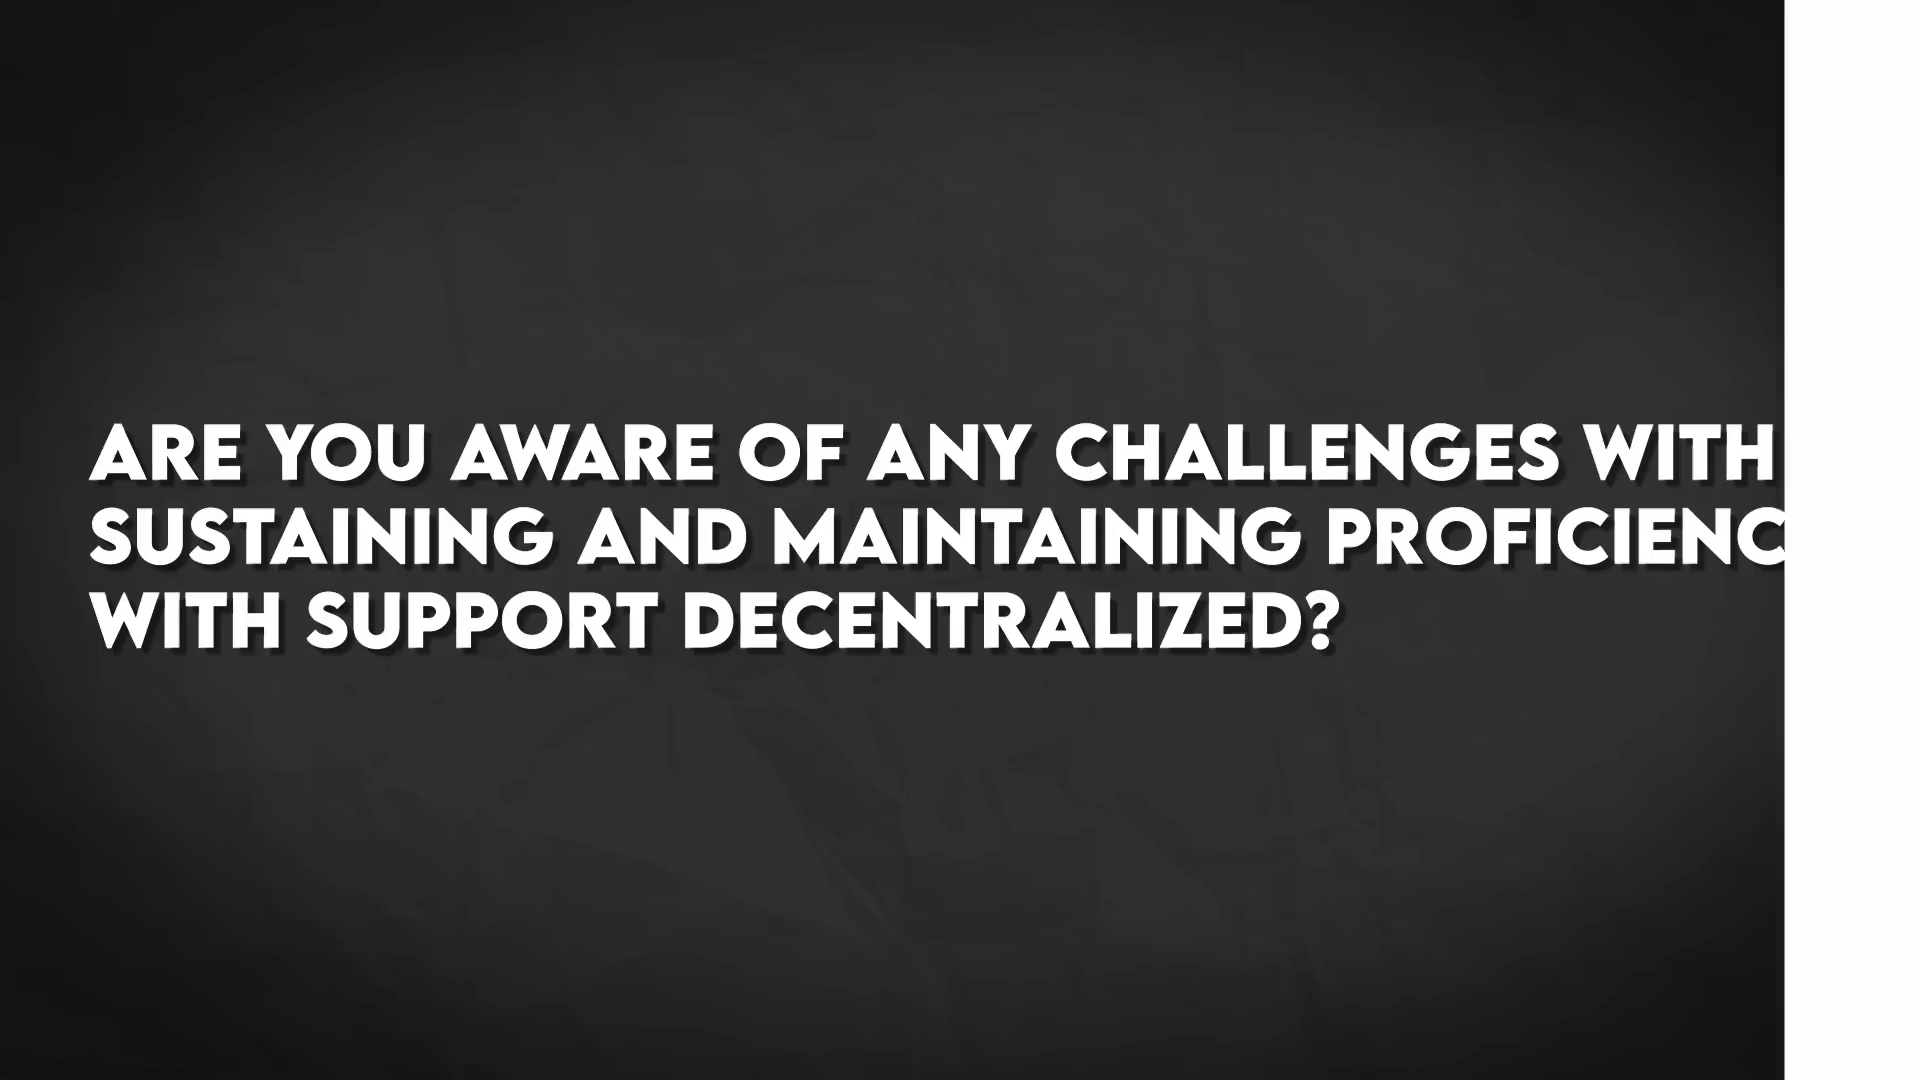 ARE YOU AWARE OF ANY CHALLENGES WITH
SUSTAINING AND MAINTAINING PROFICIENC
WITH SUPPORT DECENTRALIZED?